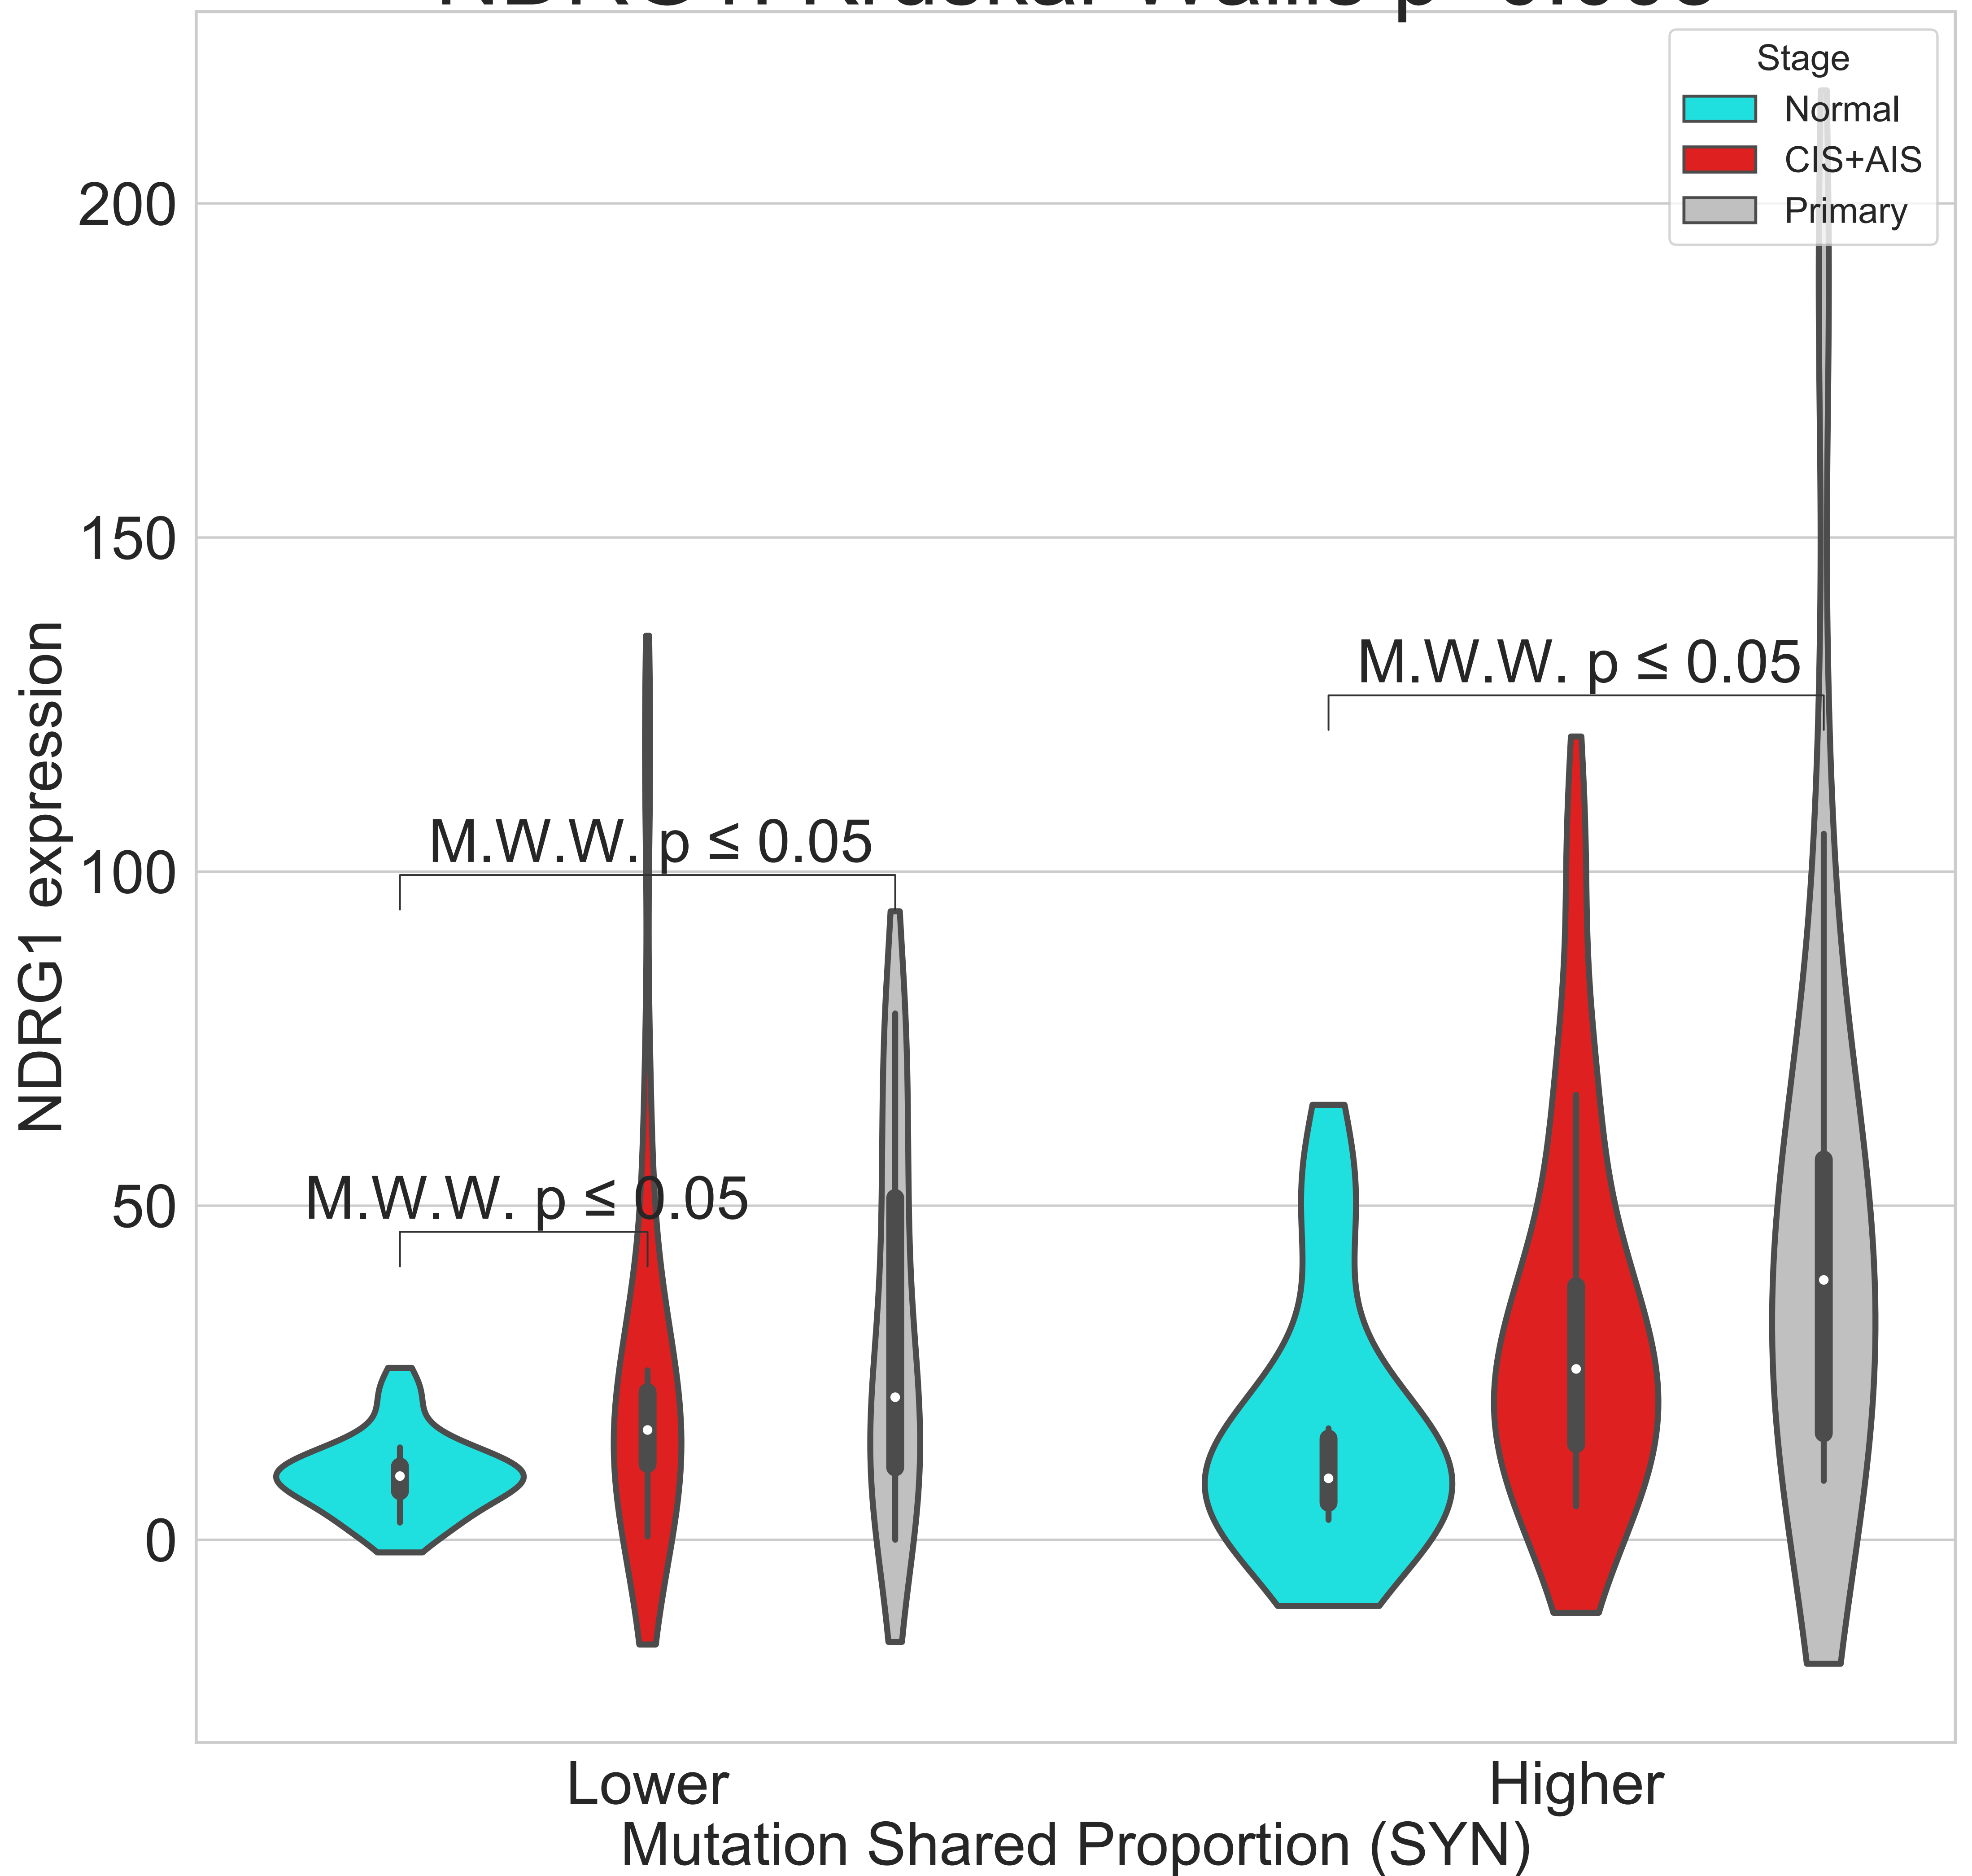 Stage
Normal
CIS+AIS
Primary
200
150
100
50
0
NDRG1 expression
M.W.W. p ≤ 0.05
M.W.W. p ≤ 0.05
M.W.W. p ≤ 0.05
Lower
Higher
Mutation Shared Proportion (SYN)